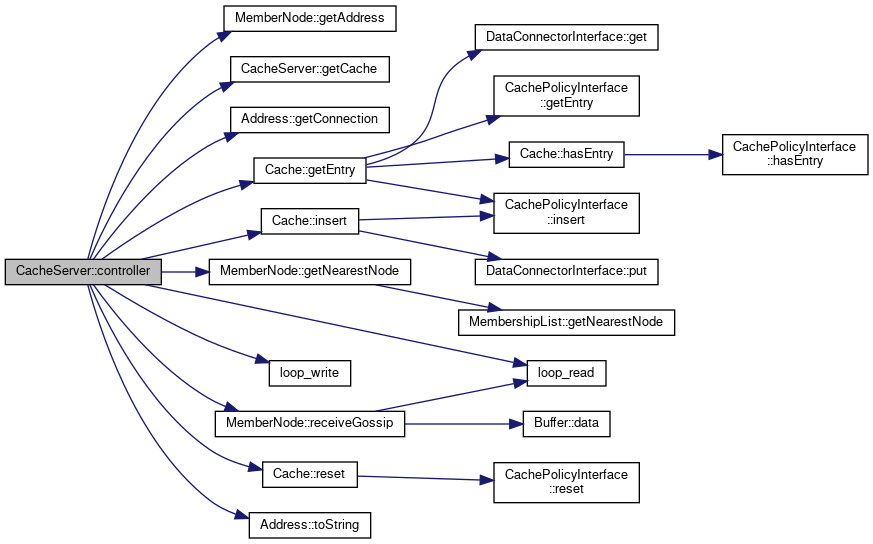 CacheServer::controller
MemberNode::getAddress
CacheServer::getCache
Address::getConnection
Cache::getEntry
Cache::insert
MemberNode::getNearestNode
loop_write
MemberNode::receiveGossip
Cache::reset
Address::toString
DataConnectorInterface::get
CachePolicyInterface
::getEntry
Cache::hasEntry
CachePolicyInterface
::insert
DataConnectorInterface::put
MembershipList::getNearestNode
loop_read
Buffer::data
CachePolicyInterface
::reset
CachePolicyInterface
::hasEntry